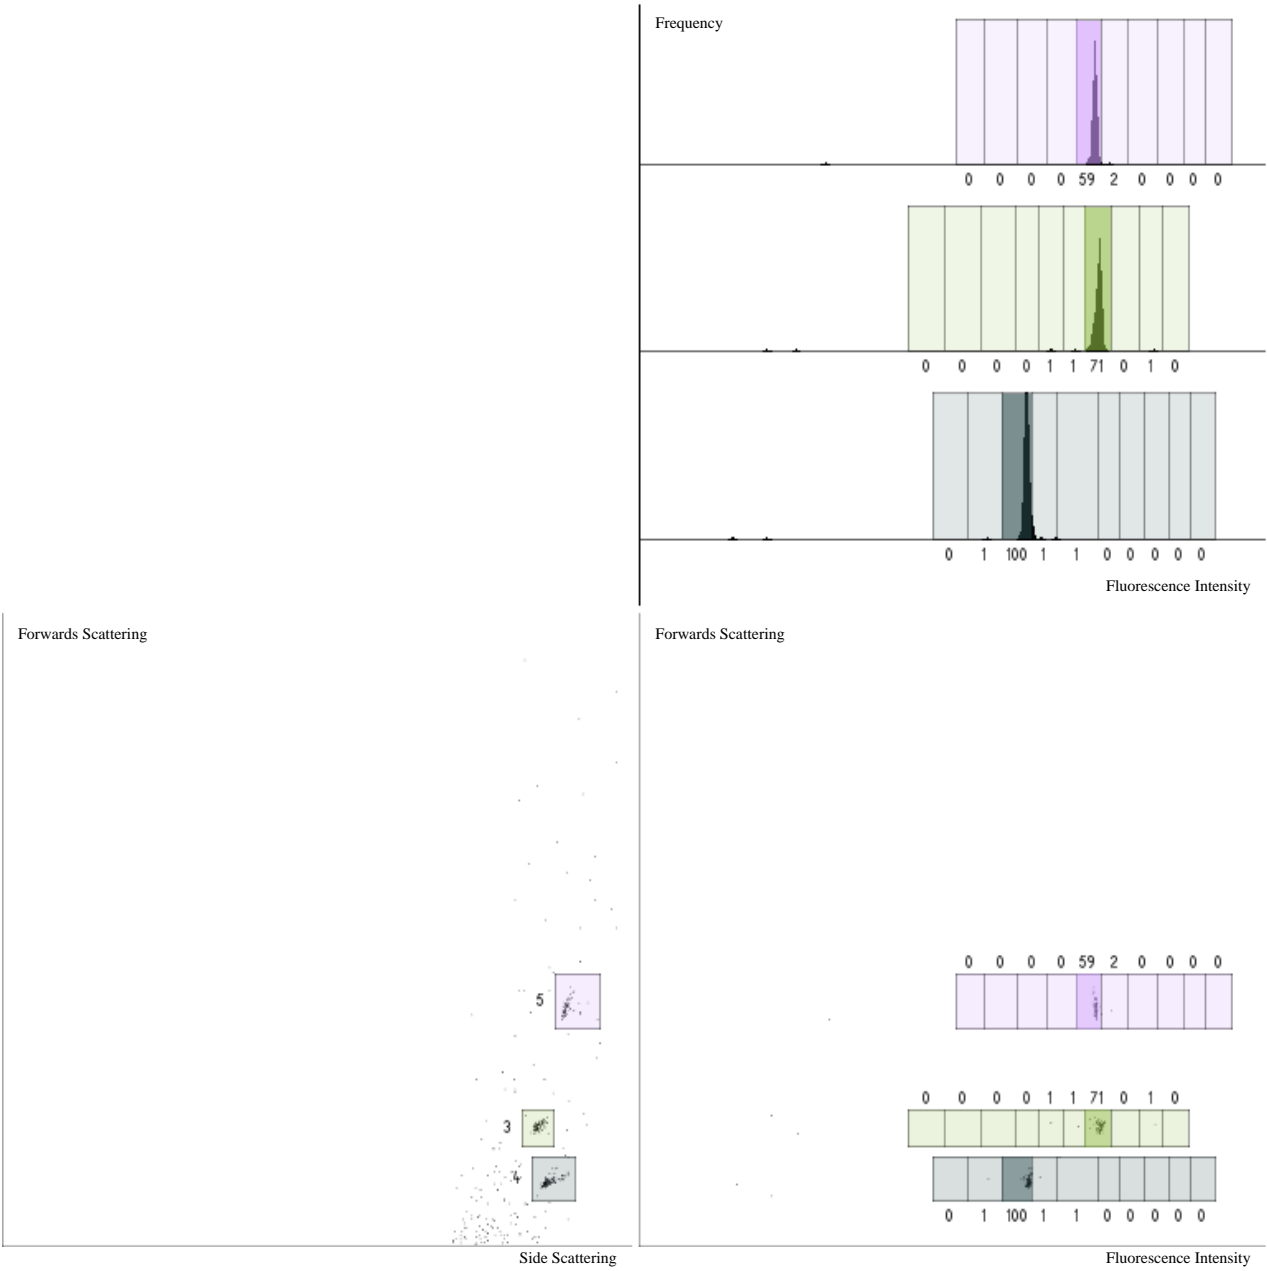 Frequency
0 0 0 0 59 2 0 0 0 0
0 0 0 0 1 1 71 0 1 0
0 1 100 1 1 0 0 0 0 0
Fluorescence Intensity
Forwards Scattering
5
3
4
Side Scattering
Forwards Scattering
0 0 0 0 59 2 0 0 0 0
0 0 0 0 1 1 71 0 1 0
0 1 100 1 1 0 0 0 0 0
Fluorescence Intensity